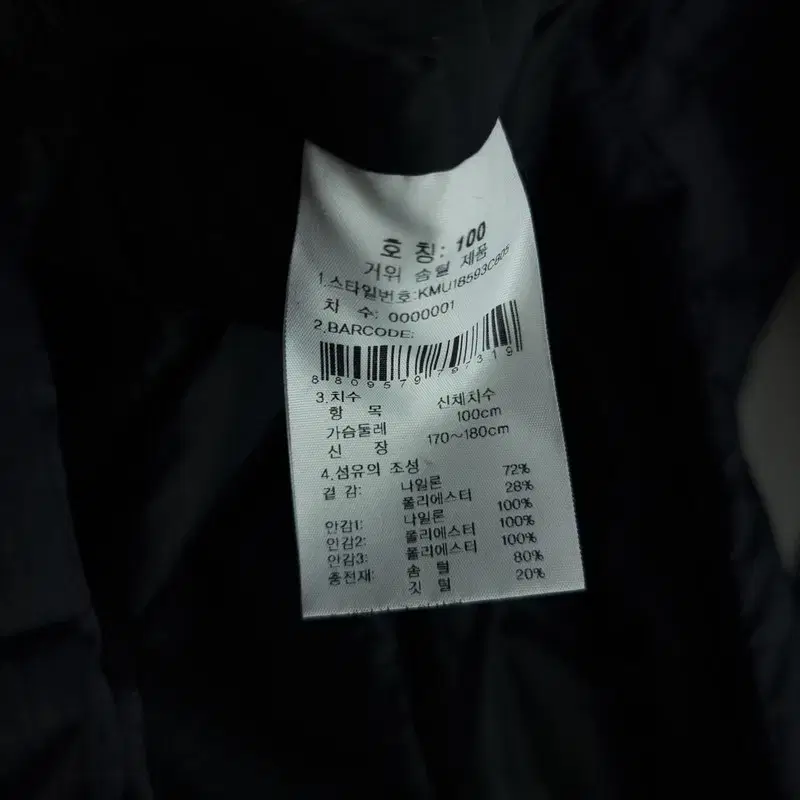 호 칭: 100
거위 솜털 제품
1.스타일번호:KMU18593C805
차 수: 0000001
2.BARCODE:
8809579797319
3.치수
항 목 신체치수
가슴둘레 100cm
신 장 170~180cm
4.섬유의 조성
겉 감: 나일론 72%
폴리에스터 28%
안감1: 나일론 100%
안감2: 폴리에스터 100%
안감3: 폴리에스터 100%
충전재: 솜 털 80%
깃 털 20%